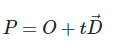 P = O + tD⃗